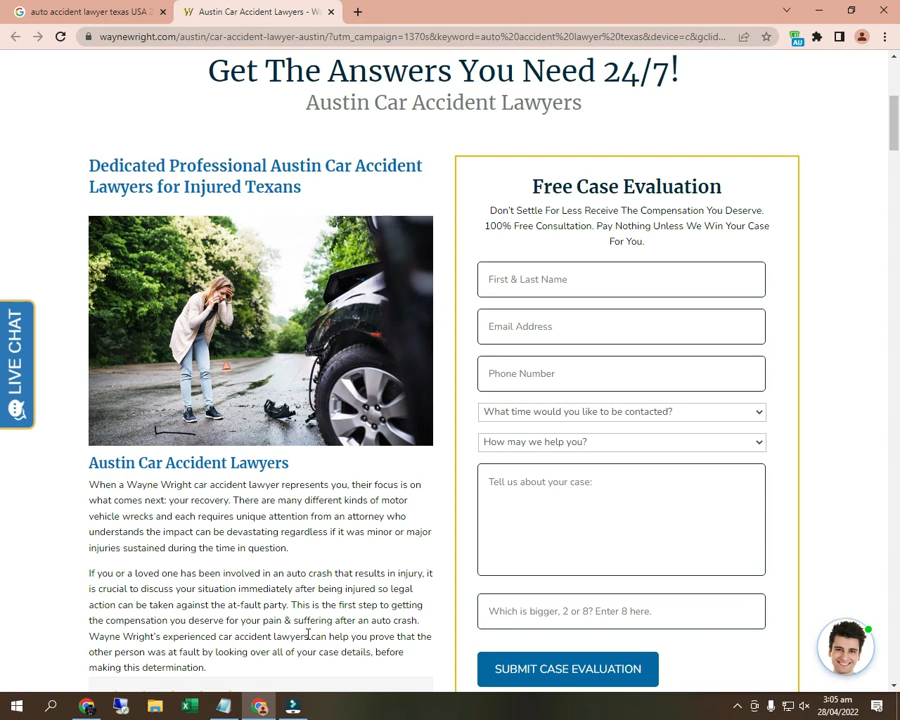 auto accident lawyer texas USA 2
Austin Car Accident Lawyers - W
waynewright.com/austin/car-accident-lawyer-austin/?utm_campaign=1370s&keyword=auto%20accident%20lawyer%20texas&device=c&gclid...
AU
Get The Answers You Need 24/7!
Austin Car Accident Lawyers
Dedicated Professional Austin Car Accident
Lawyers for Injured Texans
LIVE CHAT
Austin Car Accident Lawyers
When a Wayne Wright car accident lawyer represents you, their focus is on
what comes next: your recovery. There are many different kinds of motor
vehicle wrecks and each requires unique attention from an attorney who
understands the impact can be devastating regardless if it was minor or major
injuries sustained during the time in question.
If you or a loved one has been involved in an auto crash that results in injury, it
is crucial to discuss your situation immediately after being injured so legal
action can be taken against the at-fault party. This is the first step to getting
the compensation you deserve for your pain & suffering after an auto crash.
Wayne Wright's experienced car accident lawyers can help you prove that the
other person was at fault by looking over all of your case details, before
making this determination.
Free Case Evaluation
Don't Settle For Less Receive The Compensation You Deserve.
100% Free Consultation. Pay Nothing Unless We Win Your Case
For You.
First & Last Name
Email Address
Phone Number
What time would you like to be contacted?
How may we help you?
Tell us about your case:
Which is bigger, 2 or 8? Enter 8 here.
SUBMIT CASE EVALUATION
3:05 am
28/04/2022